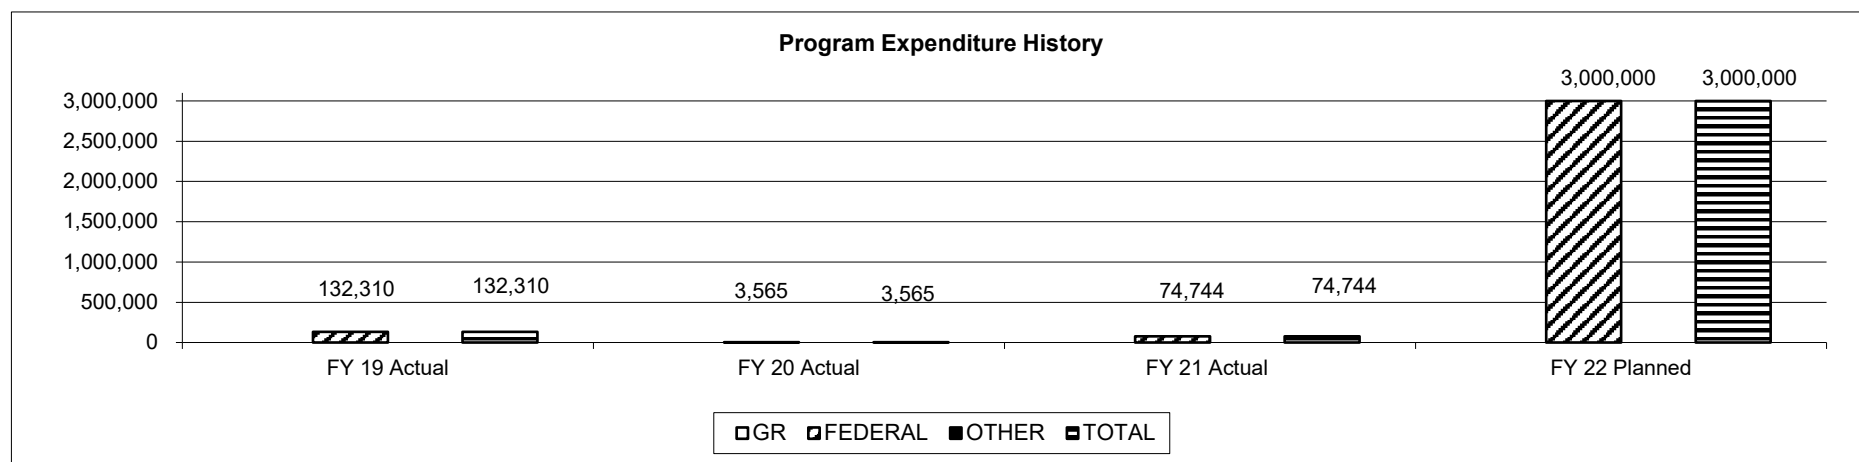 Program Expenditure History
3,000,000 3,000,000
3,000,000
2,500,000
2,000,000
1,500,000
1,000,000
500,000
0
132,310 132,310 3,565 3,565 74,744 74,744
FY 19 Actual FY 20 Actual FY 21 Actual FY 22 Planned
GR FEDERAL OTHER TOTAL